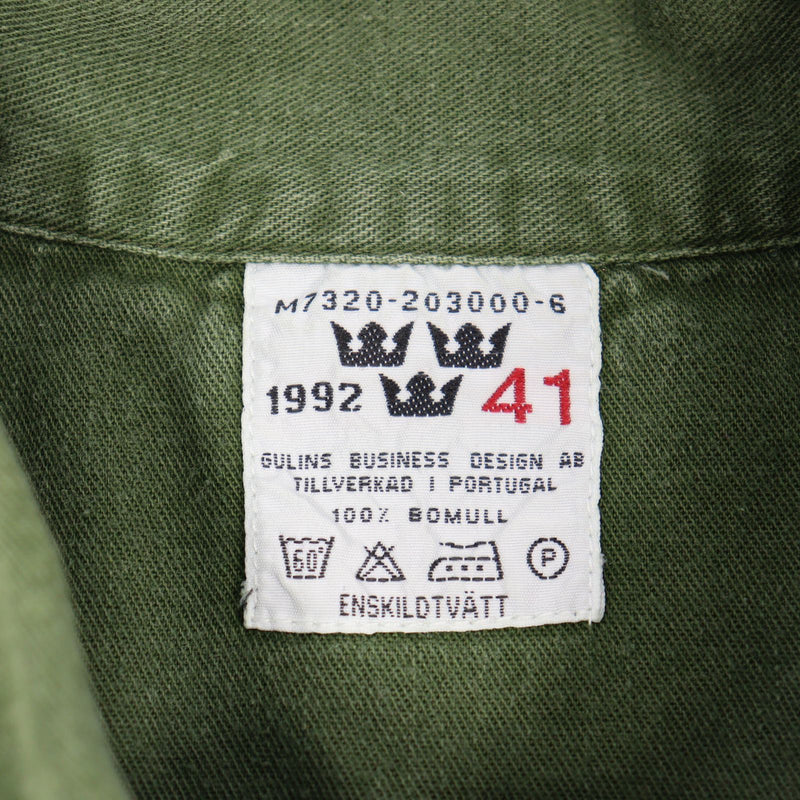 M7320-203000-6
1992 41
GULINS BUSINESS DESIGN AB
TILLVERKAD I PORTUGAL
100% BOMULL
60° P
ENSKILDTVÄTT